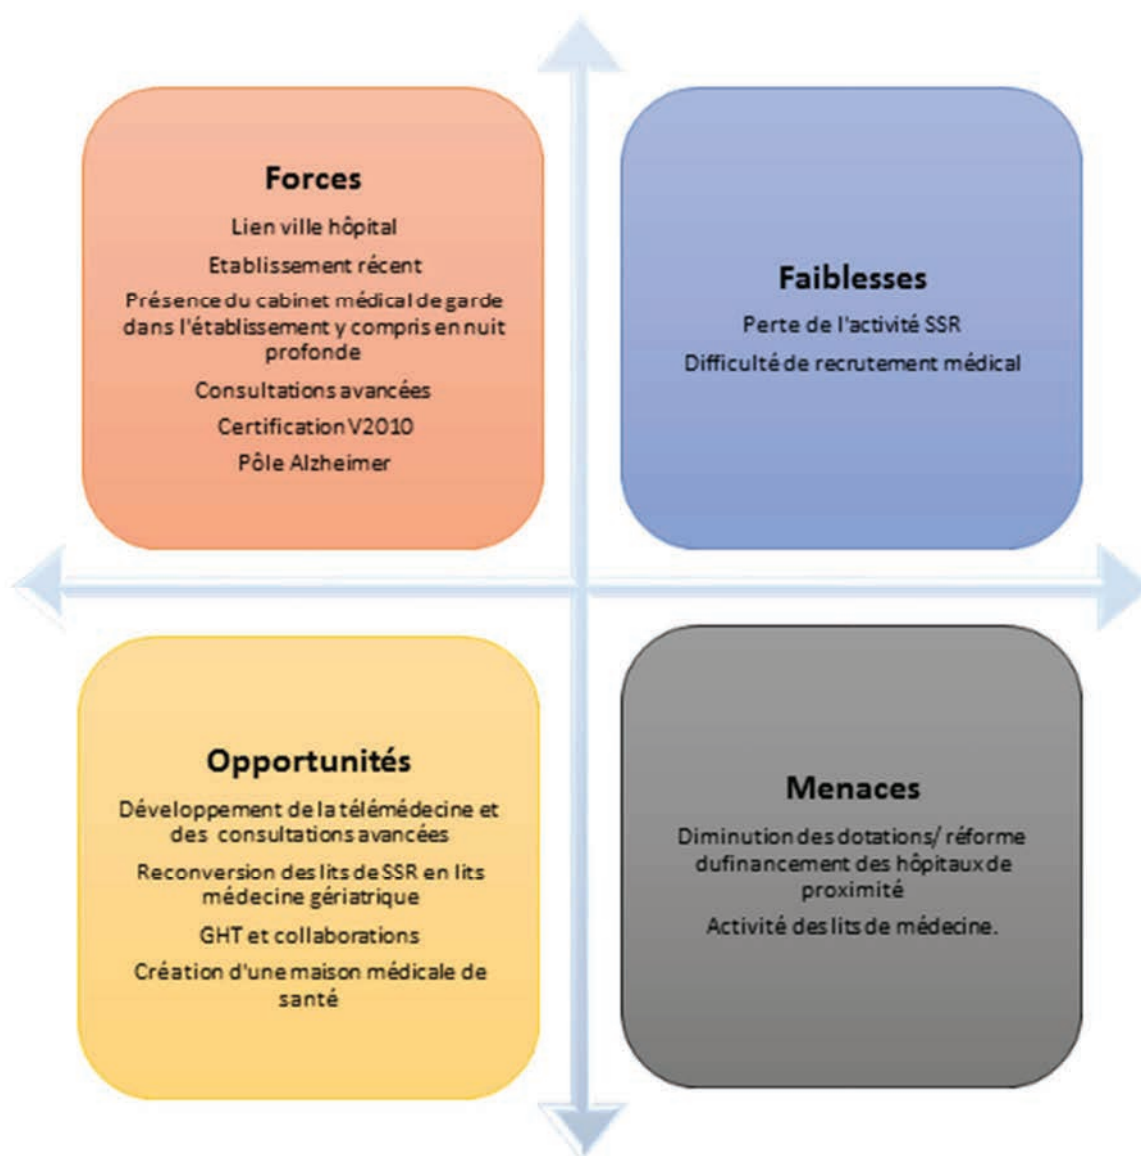 Forces
Lien ville hôpital
Etablissement récent
Présence du cabinet médical de garde
dans l'établissement y compris en nuit
profonde
Consultations avancées
Certification V2010
Pôle Alzheimer
Faiblesses
Perte de l'activité SSR
Difficulté de recrutement médical
Opportunités
Développement de la télémédecine et
des consultations avancées
Reconversion des lits de SSR en lits
médecine gériatrique
GHT et collaborations
Création d'une maison médicale de
santé
Menaces
Diminution des dotations/ réforme
dufinancement des hôpitaux de
proximité
Activité des lits de médecine.